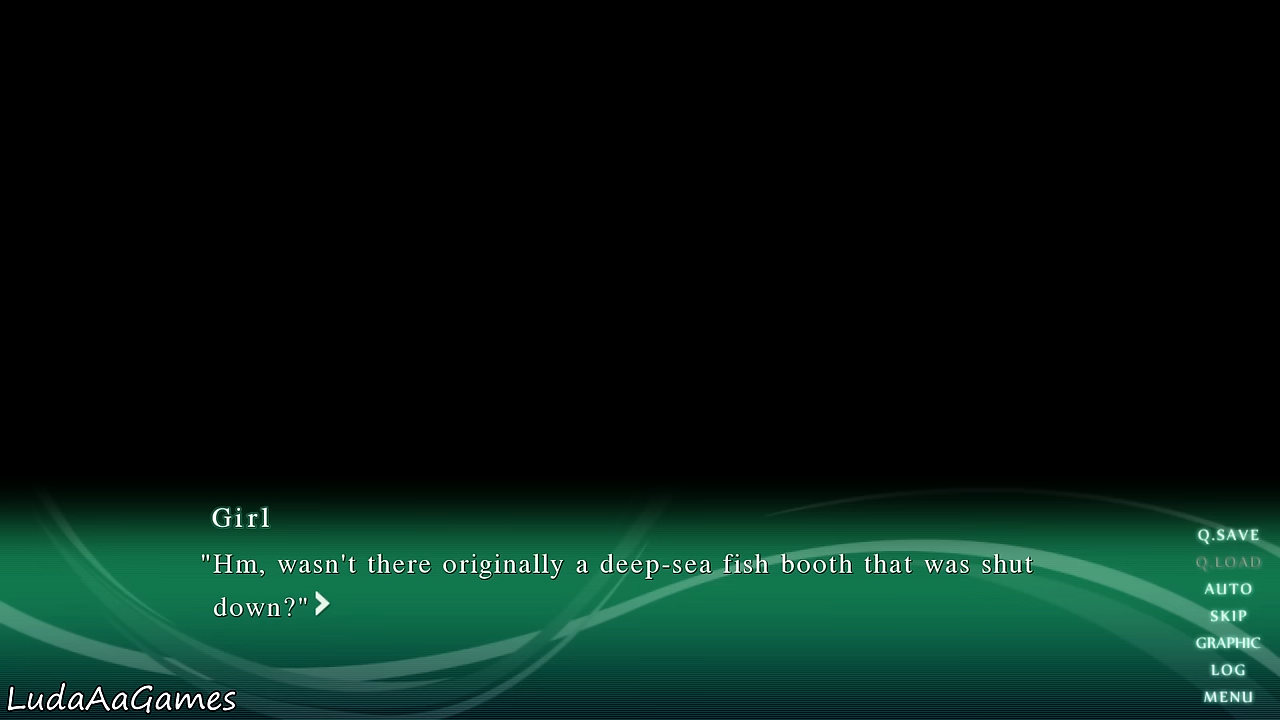 Girl
"Hm, wasn't there originally a deep-sea fish booth that was shut
down?"
Q.SAVE
Q.LOAD
AUTO
SKIP
GRAPHIC
LOG
MENU
LudaAaGames